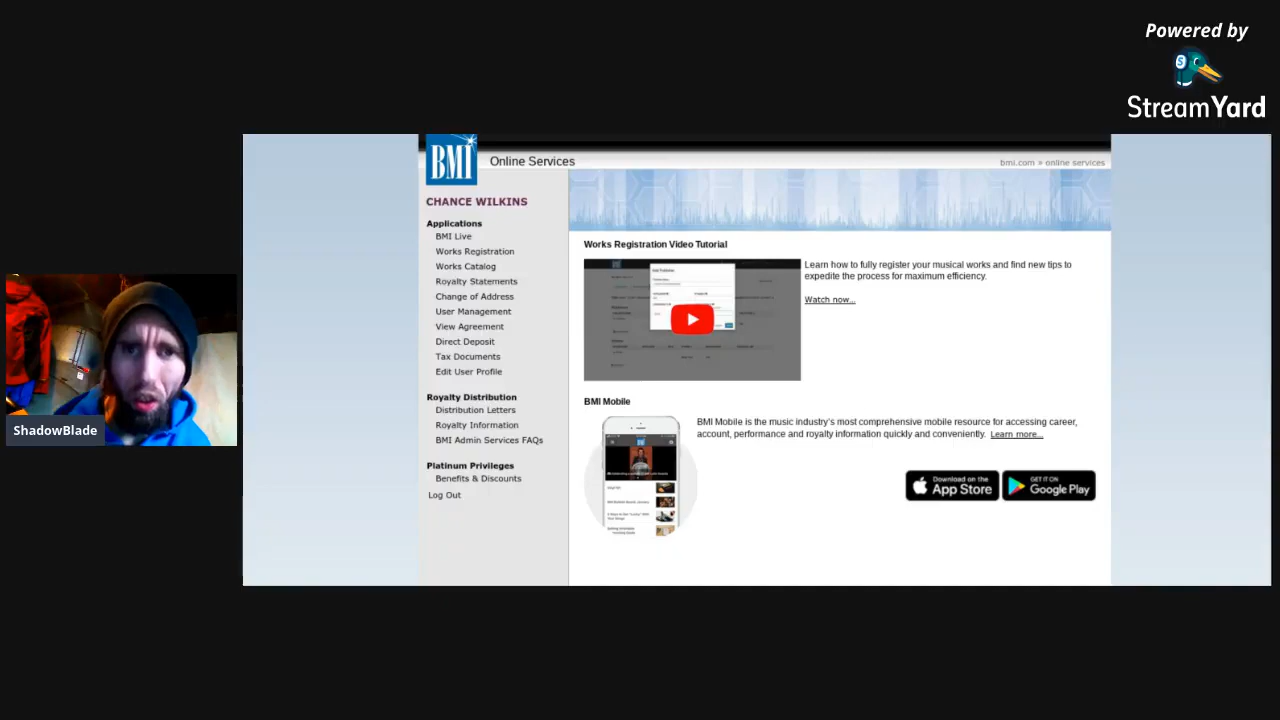 Powered by
StreamYard
BMI
Online Services
bmi.com » online services
CHANCE WILKINS
Applications
BMI Live
Works Registration
Works Catalog
Royalty Statements
Change of Address
User Management
View Agreement
Direct Deposit
Tax Documents
Edit User Profile
Royalty Distribution
Distribution Letters
Royalty Information
BMI Admin Services FAQs
Platinum Privileges
Benefits & Discounts
Log Out
Works Registration Video Tutorial
Learn how to fully register your musical works and find new tips to
expedite the process for maximum efficiency.
Watch now...
BMI Mobile
BMI Mobile is the music industry's most comprehensive mobile resource for accessing career,
account, performance and royalty information quickly and conveniently. Learn more...
Download on the
App Store
GET IT ON
Google Play
ShadowBlade